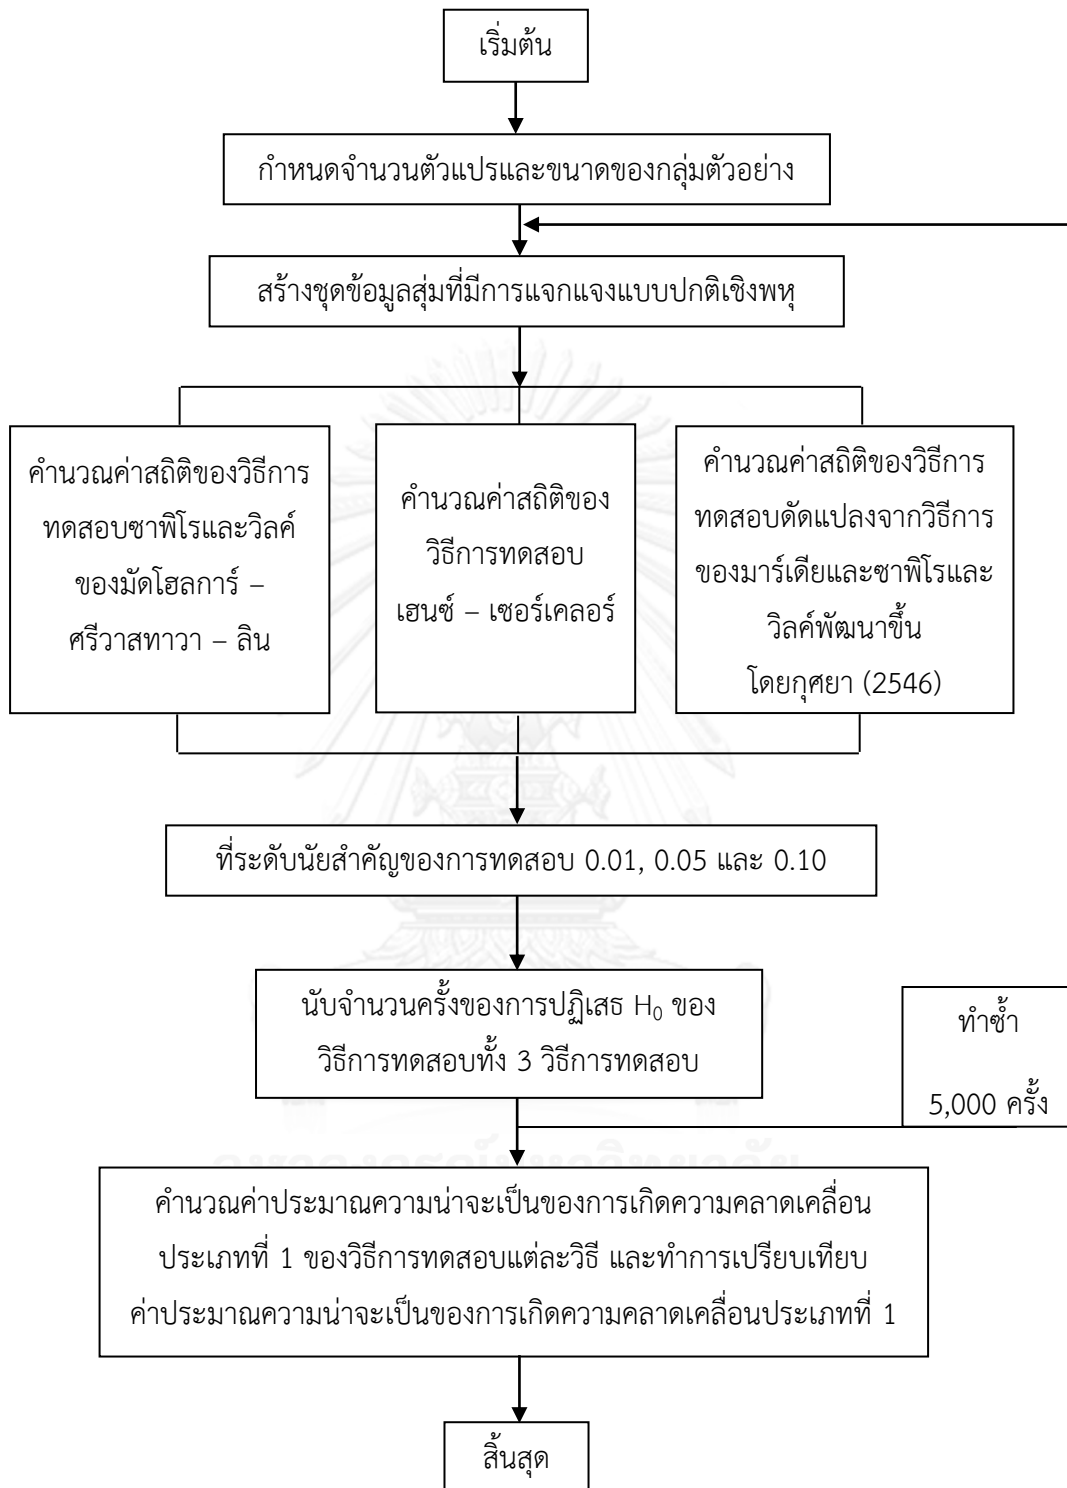 เริ่มต้น
กำหนดจำนวนตัวแปรและขนาดของกลุ่มตัวอย่าง
สร้างชุดข้อมูลสุ่มที่มีการแจกแจงแบบปกติเชิงพหุ
คำนวณค่าสถิติของวิธีการ
ทดสอบชาพิโรและวิลค์
ของมัดโฮลการ์ –
ศรีวาสทาวา – ลิน
คำนวณค่าสถิติของ
วิธีการทดสอบ
เฮนซ์ – เซอร์เคลอร์
คำนวณค่าสถิติของวิธีการ
ทดสอบดัดแปลงจากวิธีการ
ของมาร์เดียและชาพิโรและ
วิลค์พัฒนาขึ้น
โดยกุศยา (2546)
ที่ระดับนัยสำคัญของการทดสอบ 0.01, 0.05 และ 0.10
นับจำนวนครั้งของการปฏิเสธ H₀ ของ
วิธีการทดสอบทั้ง 3 วิธีการทดสอบ
ทำซ้ำ
5,000 ครั้ง
จุฬาลงกรณ์มหาวิทยาลัย
คำนวณค่าประมาณความน่าจะเป็นของการเกิดความคลาดเคลื่อน
ประเภทที่ 1 ของวิธีการทดสอบแต่ละวิธี และทำการเปรียบเทียบ
ค่าประมาณความน่าจะเป็นของการเกิดความคลาดเคลื่อนประเภทที่ 1
สิ้นสุด